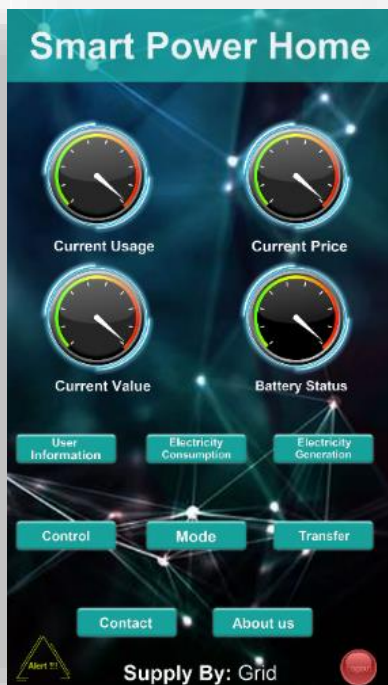 Smart Power Home
Current Usage
Current Price
Current Value
Battery Status
User
Information
Electricity
Consumption
Electricity
Generation
Control
Mode
Transfer
Contact
About us
Alert !!!
Supply By: Grid